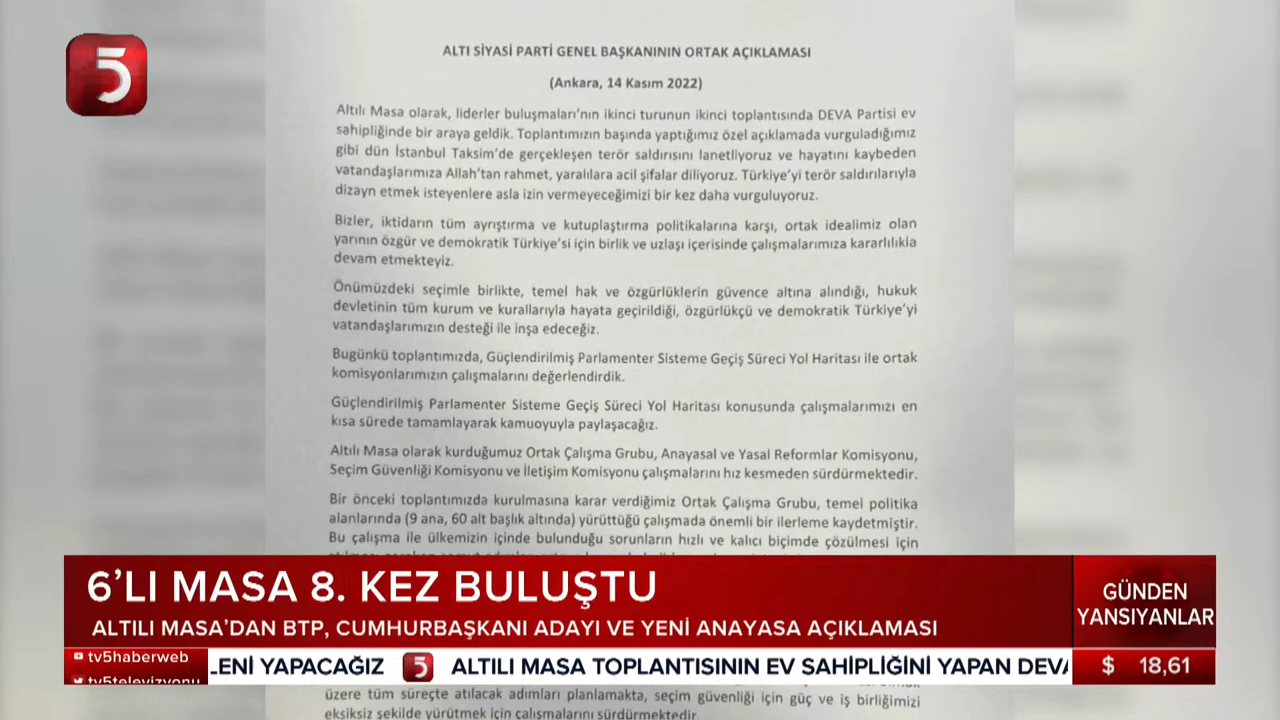 5
ALTI SİYASİ PARTİ GENEL BAŞKANININ ORTAK AÇIKLAMASI
(Ankara, 14 Kasım 2022)
Altılı Masa olarak, liderler buluşmaları’nın ikinci turunun ikinci toplantısında DEVA Partisi ev
sahipliğinde bir araya geldik. Toplantımızın başında yaptığımız özel açıklamada vurguladığımız
gibi dün İstanbul Taksim’de gerçekleşen terör saldırısını lanetliyoruz ve hayatını kaybeden
vatandaşlarımıza Allah’tan rahmet, yaralılara acil şifalar diliyoruz. Türkiye’yi terör saldırılarıyla
dizayn etmek isteyenlere asla izin vermeyeceğimizi bir kez daha vurguluyoruz.
Bizler, iktidarın tüm ayrıştırma ve kutuplaştırma politikalarına karşı, ortak idealimiz olan
yarının özgür ve demokratik Türkiye’si için birlik ve uzlaşı içerisinde çalışmalarımıza kararlılıkla
devam etmekteyiz.
Önümüzdeki seçimle birlikte, temel hak ve özgürlüklerin güvence altına alındığı, hukuk
devletinin tüm kurum ve kurallarıyla hayata geçirildiği, özgürlükçü ve demokratik Türkiye’yi
vatandaşlarımızın desteği ile inşa edeceğiz.
Bugünkü toplantımızda, Güçlendirilmiş Parlamenter Sisteme Geçiş Süreci Yol Haritası ile ortak
komisyonlarımızın çalışmalarını değerlendirdik.
Güçlendirilmiş Parlamenter Sisteme Geçiş Süreci Yol Haritası konusunda çalışmalarımızı en
kısa sürede tamamlayarak kamuoyuyla paylaşacağız.
Altılı Masa olarak kurduğumuz Ortak Çalışma Grubu, Anayasal ve Yasal Reformlar Komisyonu,
Seçim Güvenliği Komisyonu ve İletişim Komisyonu çalışmalarını hız kesmeden sürdürmektedir.
Bir önceki toplantımızda kurulmasına karar verdiğimiz Ortak Çalışma Grubu, temel politika
alanlarında (9 ana, 60 alt başlık altında) yürüttüğü çalışmada önemli bir ilerleme kaydetmiştir.
Bu çalışma ile ülkemizin içinde bulunduğu sorunların hızlı ve kalıcı biçimde çözülmesi için
6’LI MASA 8. KEZ BULUŞTU
ALTILI MASA’DAN BTP, CUMHURBAŞKANI ADAYI VE YENİ ANAYASA AÇIKLAMASI
GÜNDEN
YANSIYANLAR
tv5haberweb
tv5televizyonu
LENİ YAPACAĞIZ 5 ALTILI MASA TOPLANTISININ EV SAHİPLİĞİNİ YAPAN DEVA
$ 18,61
üzere tüm süreçte atılacak adımları planlamakta, seçim güvenliği için güç ve iş birliğimizi
eksiksiz şekilde yürütmek için çalışmalarını sürdürmektedir.